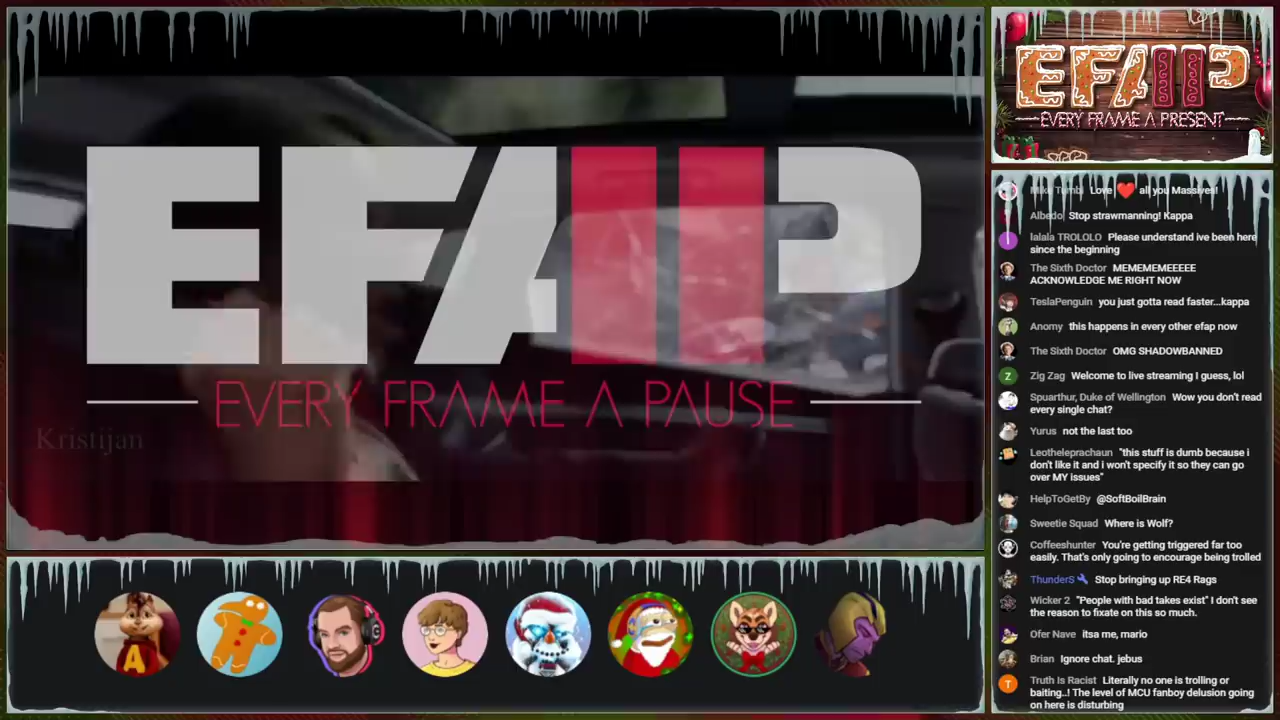 EFAP
EVERY FRAME A PAUSE
Kristijan
EFAP
EVERY FRAME A PRESENT
A
Mike Tumbl Love ❤ all you Massives!
Albedo Stop strawmanning! Kappa
lalala TROLOLO Please understand ive been here
since the beginning
The Sixth Doctor MEMEMEMEEEEE
ACKNOWLEDGE ME RIGHT NOW
TeslaPenguin you just gotta read faster...kappa
Anomy this happens in every other efap now
The Sixth Doctor OMG SHADOWBANNED
Z Zig Zag Welcome to live streaming I guess, lol
Spuarthur, Duke of Wellington Wow you don't read
every single chat?
Yurus not the last too
Leotheleprachaun "this stuff is dumb because i
don't like it and i won't specify it so they can go
over MY issues"
HelpToGetBy @SoftBoilBrain
Sweetie Squad Where is Wolf?
Coffeeshunter You're getting triggered far too
easily. That's only going to encourage being trolled
ThunderS Stop bringing up RE4 Rags
Wicker 2 "People with bad takes exist" I don't see
the reason to fixate on this so much.
Ofer Nave itsa me, mario
Brian Ignore chat. jebus
T Truth Is Racist Literally no one is trolling or
baiting..! The level of MCU fanboy delusion going
on here is disturbing